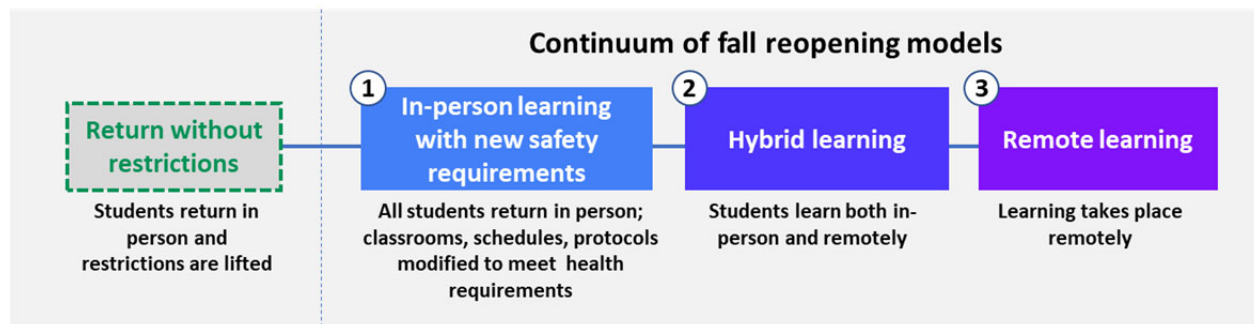 Continuum of fall reopening models
Return without
restrictions
Students return in
person and
restrictions are lifted
1
In-person learning
with new safety
requirements
All students return in person;
classrooms, schedules, protocols
modified to meet health
requirements
2
Hybrid learning
Students learn both in-
person and remotely
3
Remote learning
Learning takes place
remotely